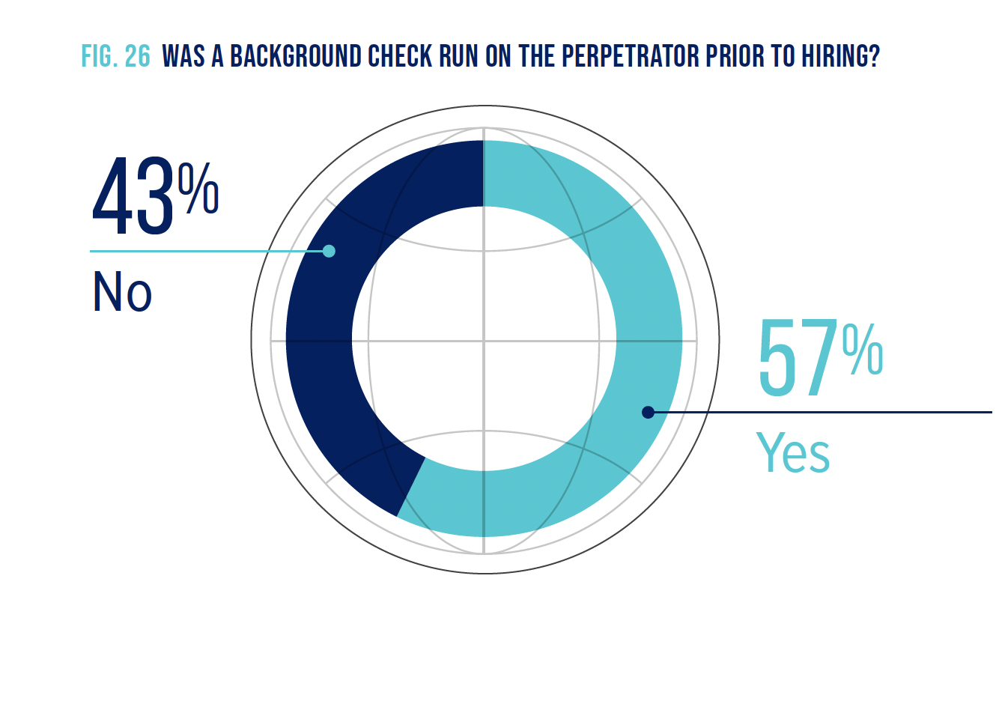 FIG. 26 WAS A BACKGROUND CHECK RUN ON THE PERPETRATOR PRIOR TO HIRING?
43%
No
57%
Yes